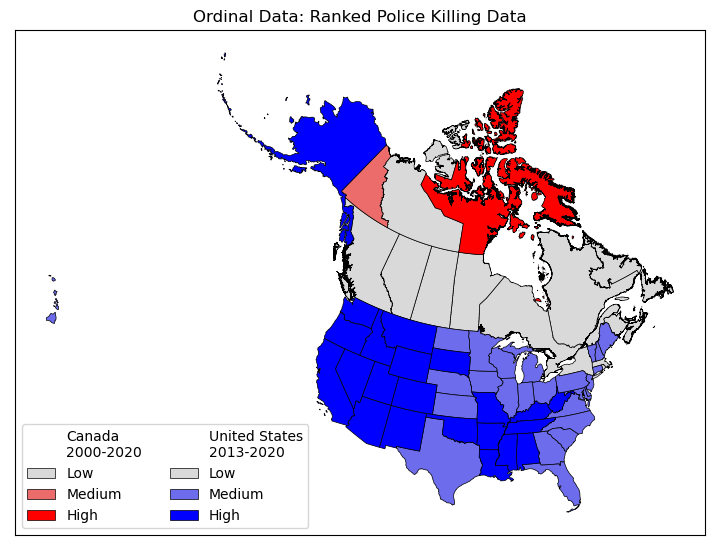 Ordinal Data: Ranked Police Killing Data
Canada
2000-2020
Low
Medium
High
United States
2013-2020
Low
Medium
High